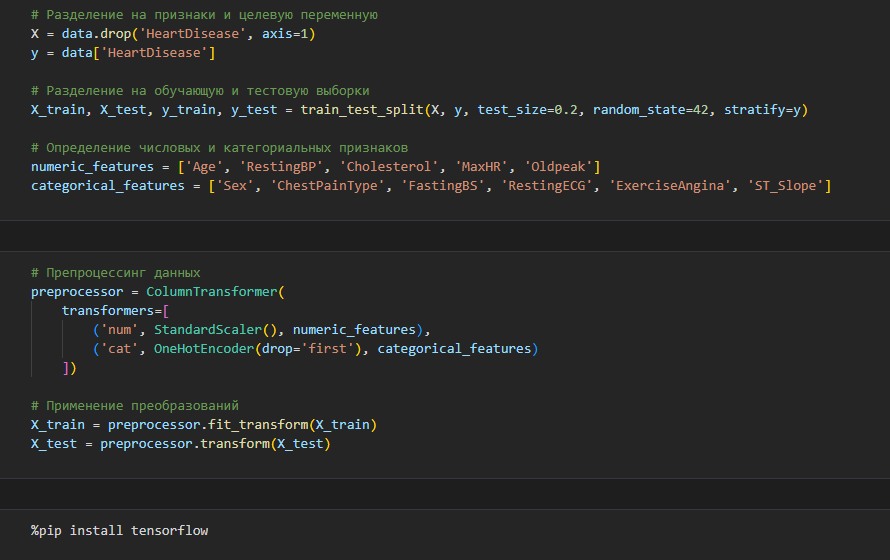 # Разделение на признаки и целевую переменную
X = data.drop('HeartDisease', axis=1)
y = data['HeartDisease']
# Разделение на обучающую и тестовую выборки
X_train, X_test, y_train, y_test = train_test_split(X, y, test_size=0.2, random_state=42, stratify=y)
# Определение числовых и категориальных признаков
numeric_features = ['Age', 'RestingBP', 'Cholesterol', 'MaxHR', 'Oldpeak']
categorical_features = ['Sex', 'ChestPainType', 'FastingBS', 'RestingECG', 'ExerciseAngina', 'ST_Slope']
# Препроцессинг данных
preprocessor = ColumnTransformer(
    transformers=[
        ('num', StandardScaler(), numeric_features),
        ('cat', OneHotEncoder(drop='first'), categorical_features)
    ])
# Применение преобразований
X_train = preprocessor.fit_transform(X_train)
X_test = preprocessor.transform(X_test)
%pip install tensorflow